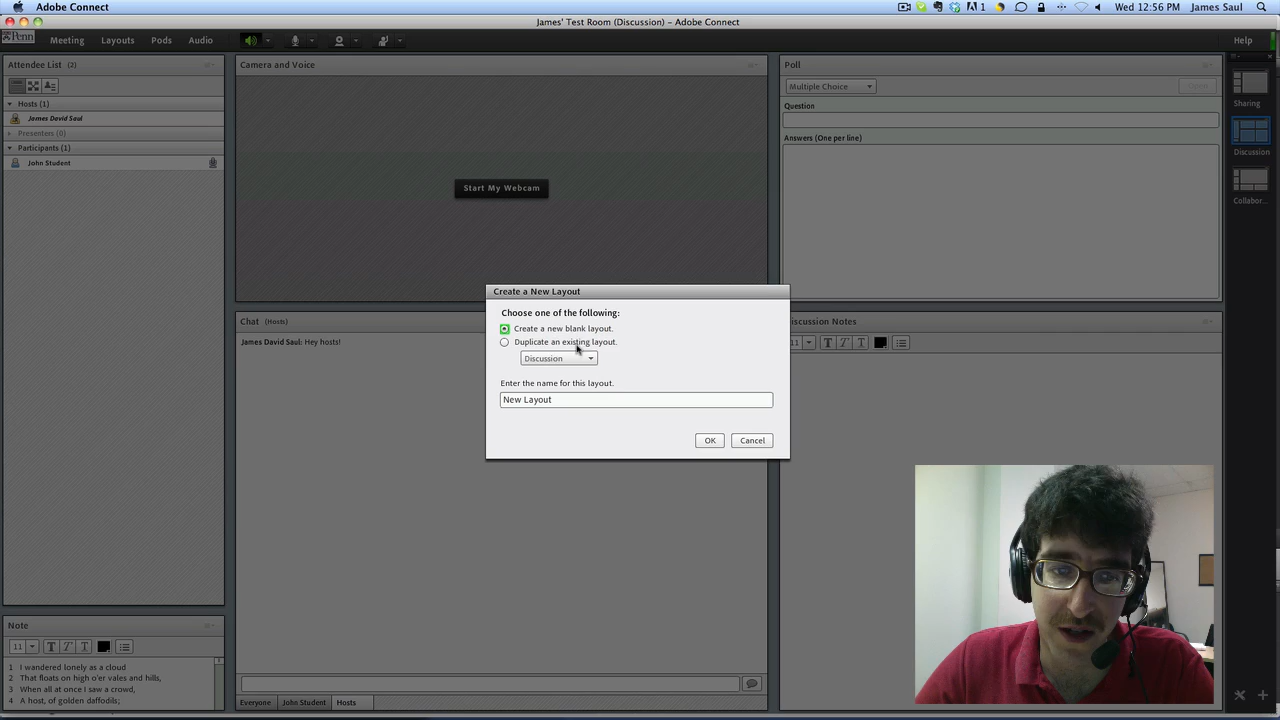 Adobe Connect
1
Wed 12:56 PM
James Saul
James' Test Room (Discussion) – Adobe Connect
Penn
Meeting
Layouts
Pods
Audio
Help
Attendee List (2)
Hosts (1)
James David Saul
Presenters (0)
Participants (1)
John Student
Camera and Voice
Start My Webcam
Poll
Multiple Choice
Question
Answers (One per line)
Sharing
Discussion
Collabor...
Create a New Layout
Choose one of the following:
Create a new blank layout.
Duplicate an existing layout.
Discussion
Enter the name for this layout.
New Layout
OK
Cancel
Chat (Hosts)
James David Saul: Hey hosts!
Everyone
John Student
Hosts
iscussion Notes
11
T T T
Note
11
T T T
1 I wandered lonely as a cloud
2 That floats on high o'er vales and hills,
3 When all at once I saw a crowd,
4 A host, of golden daffodils;